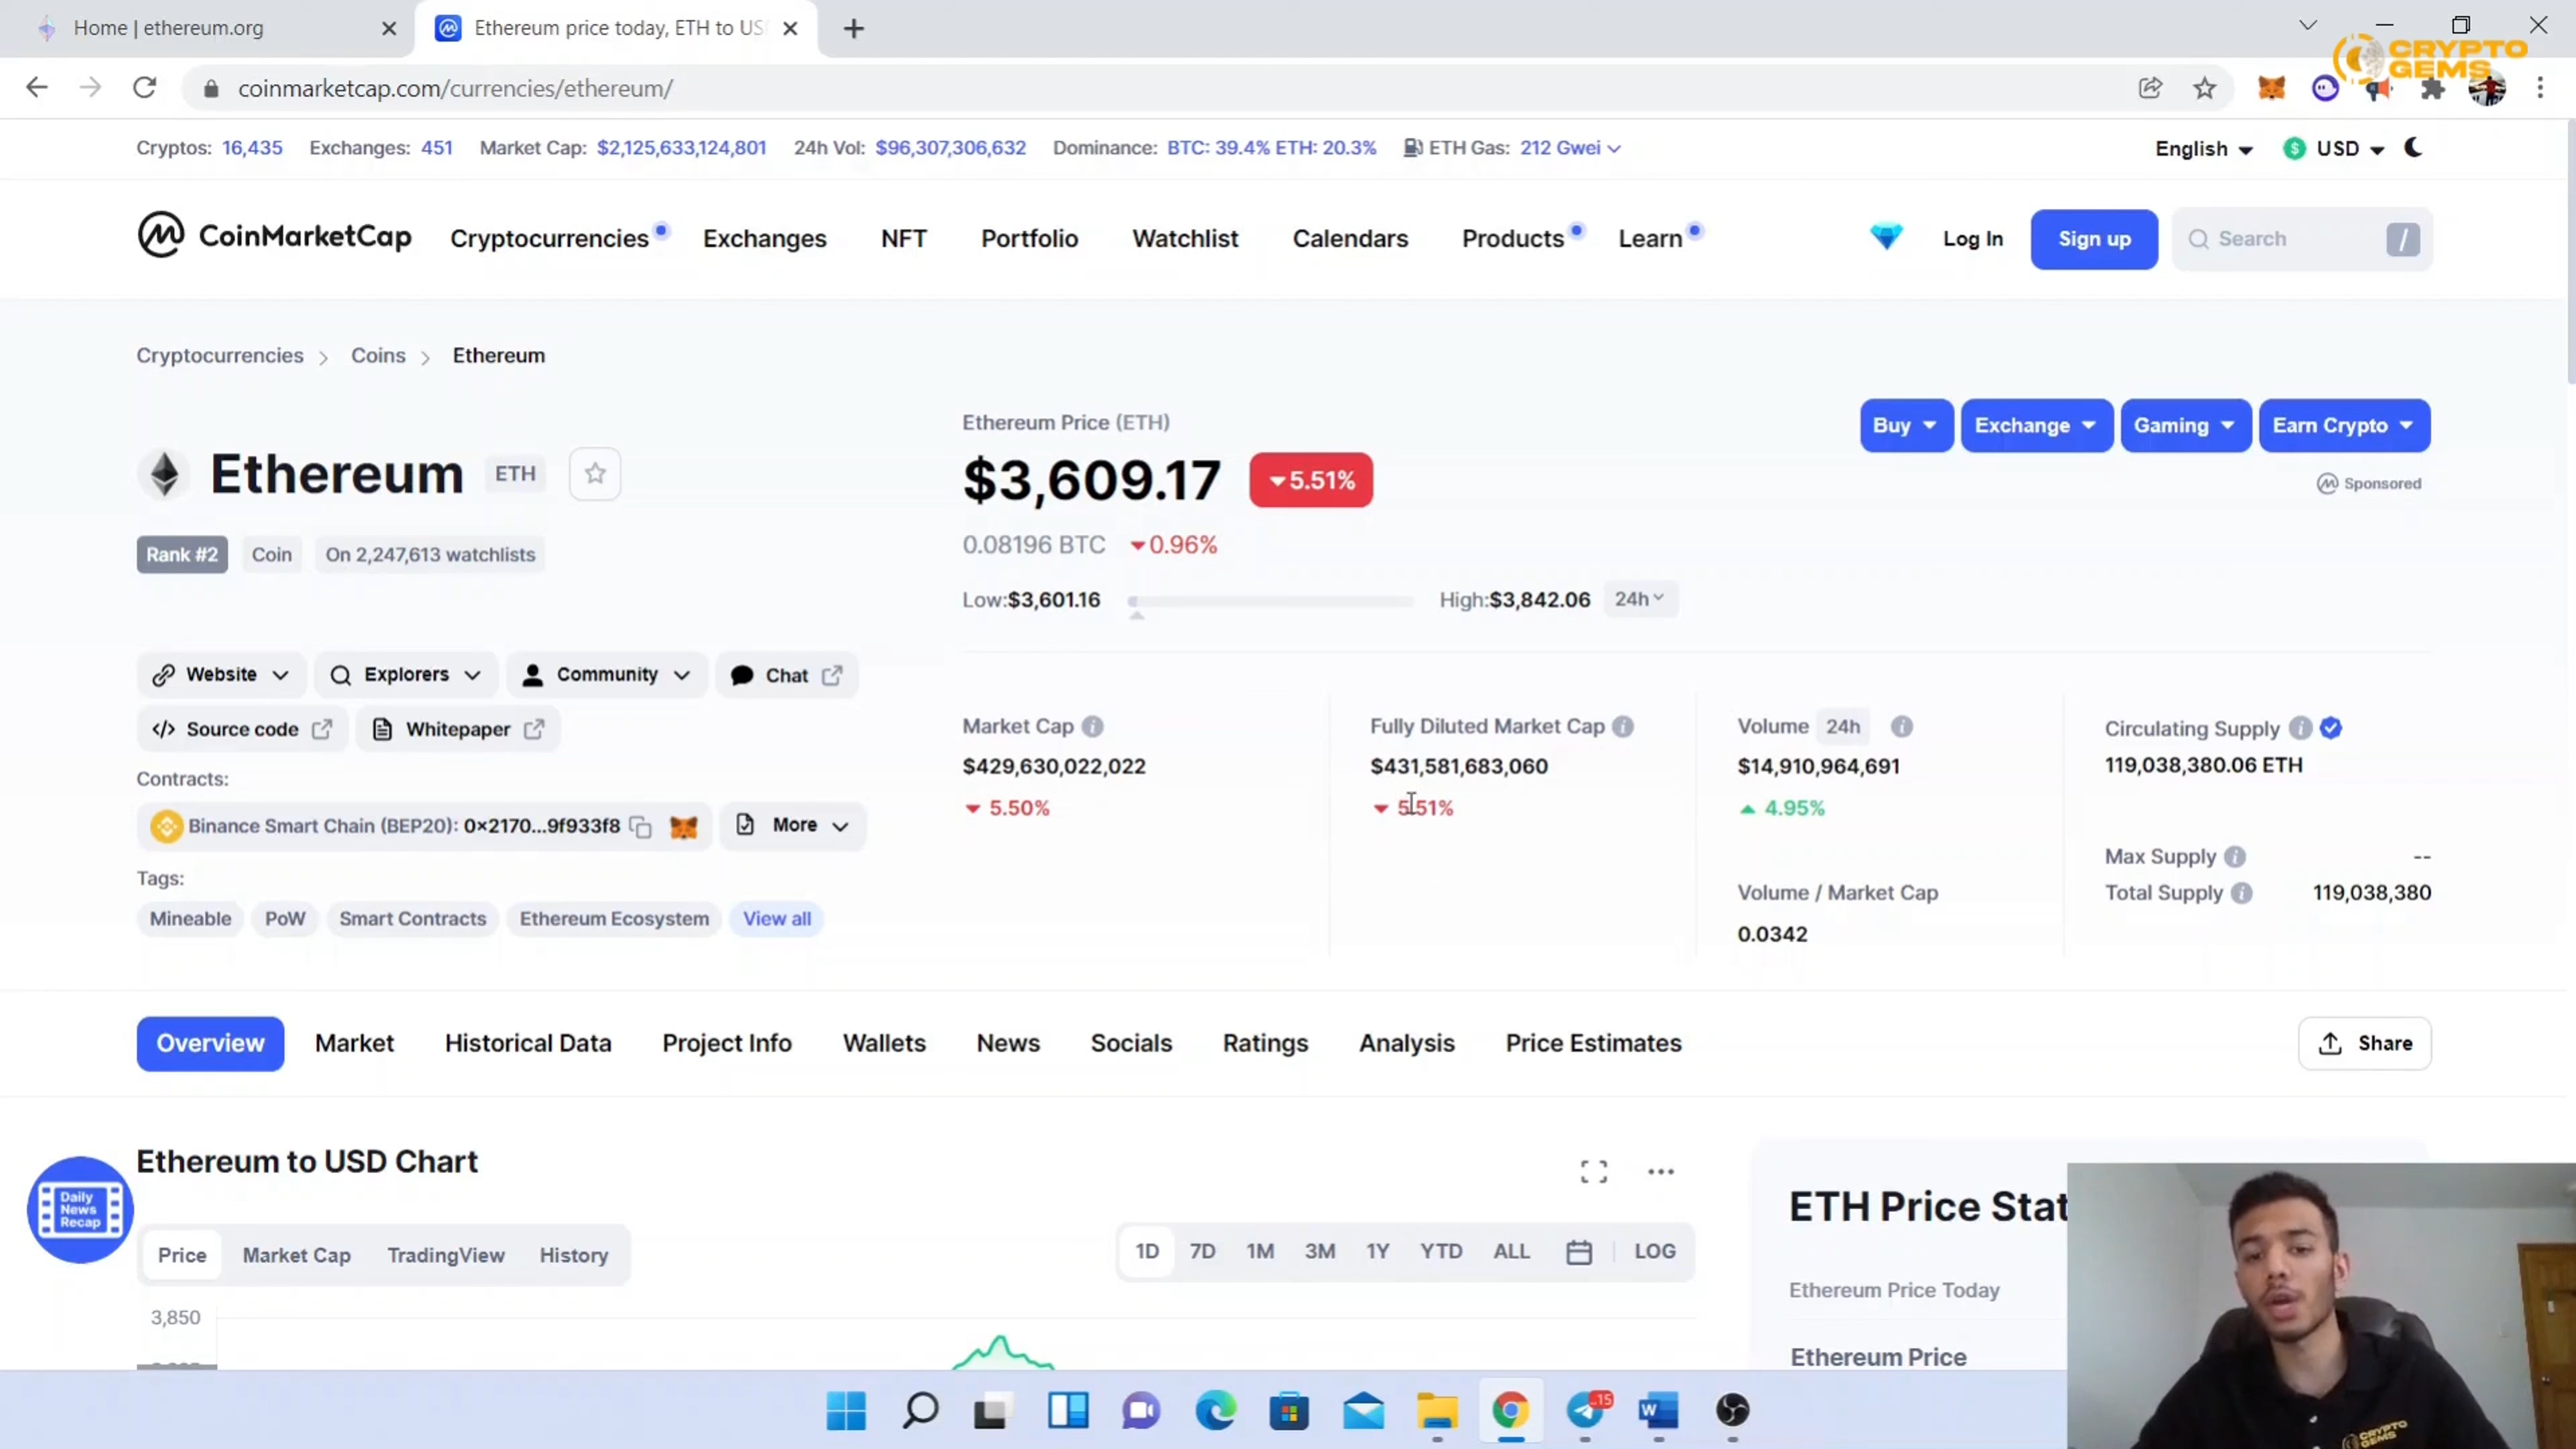 Home | ethereum.org
Ethereum price today, ETH to US
CRYPTO
GEMS
coinmarketcap.com/currencies/ethereum/
Cryptos: 16,435 Exchanges: 451 Market Cap: $2,125,633,124,801 24h Vol: $96,307,306,632 Dominance: BTC: 39.4% ETH: 20.3% ETH Gas: 212 Gwei
English USD
CoinMarketCap Cryptocurrencies Exchanges NFT Portfolio Watchlist Calendars Products Learn Log In Sign up Search /
Cryptocurrencies Coins Ethereum
Ethereum Price (ETH)
Buy Exchange Gaming Earn Crypto
Ethereum ETH
$3,609.17 5.51%
Sponsored
Rank #2 Coin On 2,247,613 watchlists
0.08196 BTC 0.96%
Low:$3,601.16 High:$3,842.06 24h
Website Explorers Community Chat
Source code Whitepaper
Market Cap Fully Diluted Market Cap Volume 24h Circulating Supply
$429,630,022,022 $431,581,683,060 $14,910,964,691 119,038,380.06 ETH
5.50% 5.51% 4.95%
Contracts:
Binance Smart Chain (BEP20): 0x2170...9f933f8 More
Max Supply --
Tags:
Volume / Market Cap
Total Supply 119,038,380
Mineable PoW Smart Contracts Ethereum Ecosystem View all
0.0342
Overview Market Historical Data Project Info Wallets News Socials Ratings Analysis Price Estimates Share
Ethereum to USD Chart
Daily
News
Recap
ETH Price Stat
Price Market Cap TradingView History
1D 7D 1M 3M 1Y YTD ALL LOG
Ethereum Price Today
3,850
Ethereum Price
15
CRYPTO
GEMS